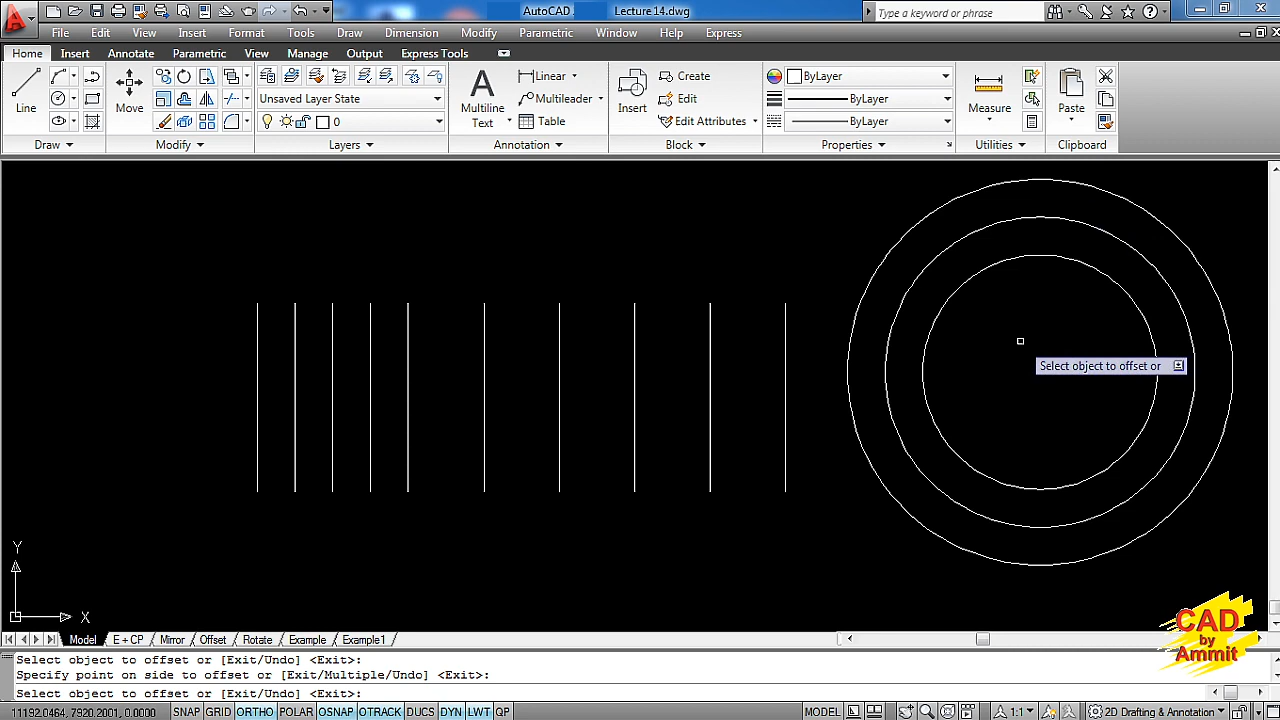 AutoCAD Lecture 14.dwg Type a keyword or phrase
File Edit View Insert Format Tools Draw Dimension Modify Parametric Window Help Express
Home Insert Annotate Parametric View Manage Output Express Tools
Line Move Unsaved Layer State 0 Multiline Text Linear Multileader Table Insert Create Edit Edit Attributes ByLayer ByLayer ByLayer Measure Paste
Draw Modify Layers Annotation Block Properties Utilities Clipboard
Select object to offset or
Y
X
CAD
by
Ammit
Model E + CP Mirror Offset Rotate Example Example1
Select object to offset or [Exit/Undo] <Exit>:
Specify point on side to offset or [Exit/Multiple/Undo] <Exit>:
Select object to offset or [Exit/Undo] <Exit>:
11192.0464, 7920.2001, 0.0000 SNAP GRID ORTHO POLAR OSNAP OTRACK DUCS DYN LWT QP MODEL 1:1 2D Drafting & Annotation